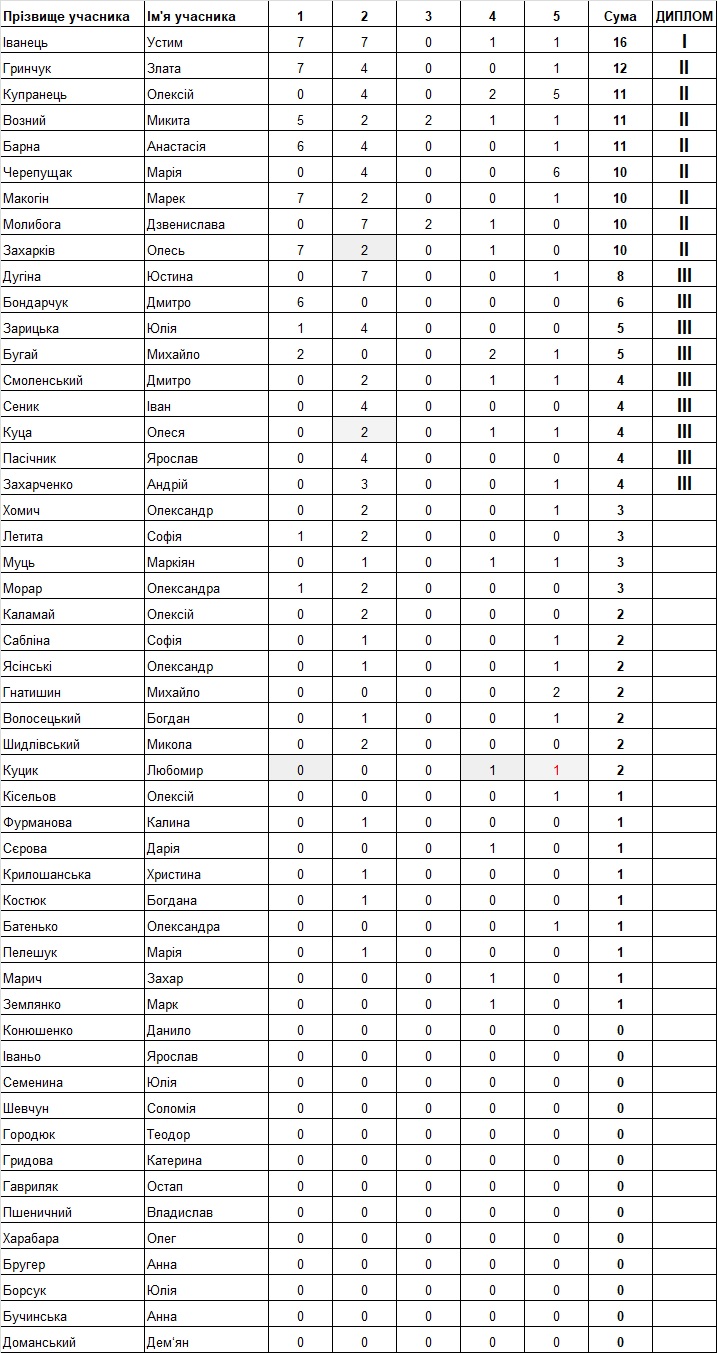 Прізвище учасника Ім'я учасника 1 2 3 4 5 Сума ДИПЛОМ
Іванець Устим 7 7 0 1 1 16 I
Гринчук Злата 7 4 0 0 1 12 II
Купранець Олексій 0 4 0 2 5 11 II
Возний Микита 5 2 2 1 1 11 II
Барна Анастасія 6 4 0 0 1 11 II
Черепущак Марія 0 4 0 0 6 10 II
Макогін Марек 7 2 0 0 1 10 II
Молибога Дзвенислава 0 7 2 1 0 10 II
Захарків Олесь 7 2 0 1 0 10 II
Дугіна Юстина 0 7 0 0 1 8 III
Бондарчук Дмитро 6 0 0 0 0 6 III
Зарицька Юлія 1 4 0 0 0 5 III
Бугай Михайло 2 0 0 2 1 5 III
Смоленський Дмитро 0 2 0 1 1 4 III
Сеник Іван 0 4 0 0 0 4 III
Куца Олеся 0 2 0 1 1 4 III
Пасічник Ярослав 0 4 0 0 0 4 III
Захарченко Андрій 0 3 0 0 1 4 III
Хомич Олександр 0 2 0 0 1 3
Летита Софія 1 2 0 0 0 3
Муць Маркіян 0 1 0 1 1 3
Морар Олександра 1 2 0 0 0 3
Каламай Олексій 0 2 0 0 0 2
Сабліна Софія 0 1 0 0 1 2
Ясінські Олександр 0 1 0 0 1 2
Гнатишин Михайло 0 0 0 0 2 2
Волосецький Богдан 0 1 0 0 1 2
Шидлівський Микола 0 2 0 0 0 2
Куцик Любомир 0 0 0 1 1 2
Кісельов Олексій 0 0 0 0 1 1
Фурманова Калина 0 1 0 0 0 1
Сєрова Дарія 0 0 0 1 0 1
Крилошанська Христина 0 1 0 0 0 1
Костюк Богдана 0 1 0 0 0 1
Батенько Олександра 0 0 0 0 1 1
Пелешук Марія 0 1 0 0 0 1
Марич Захар 0 0 0 1 0 1
Землянко Марк 0 0 0 1 0 1
Конюшенко Данило 0 0 0 0 0 0
Іваньо Ярослав 0 0 0 0 0 0
Семенина Юлія 0 0 0 0 0 0
Шевчун Соломія 0 0 0 0 0 0
Городюк Теодор 0 0 0 0 0 0
Гридова Катерина 0 0 0 0 0 0
Гавриляк Остап 0 0 0 0 0 0
Пшеничний Владислав 0 0 0 0 0 0
Харабара Олег 0 0 0 0 0 0
Бругер Анна 0 0 0 0 0 0
Борсук Юлія 0 0 0 0 0 0
Бучинська Анна 0 0 0 0 0 0
Доманський Дем'ян 0 0 0 0 0 0